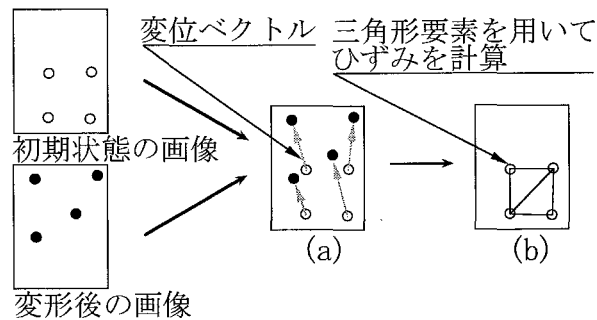 変位ベクトル
三角形要素を用いて
ひずみを計算
初期状態の画像
変形後の画像
(a)
(b)